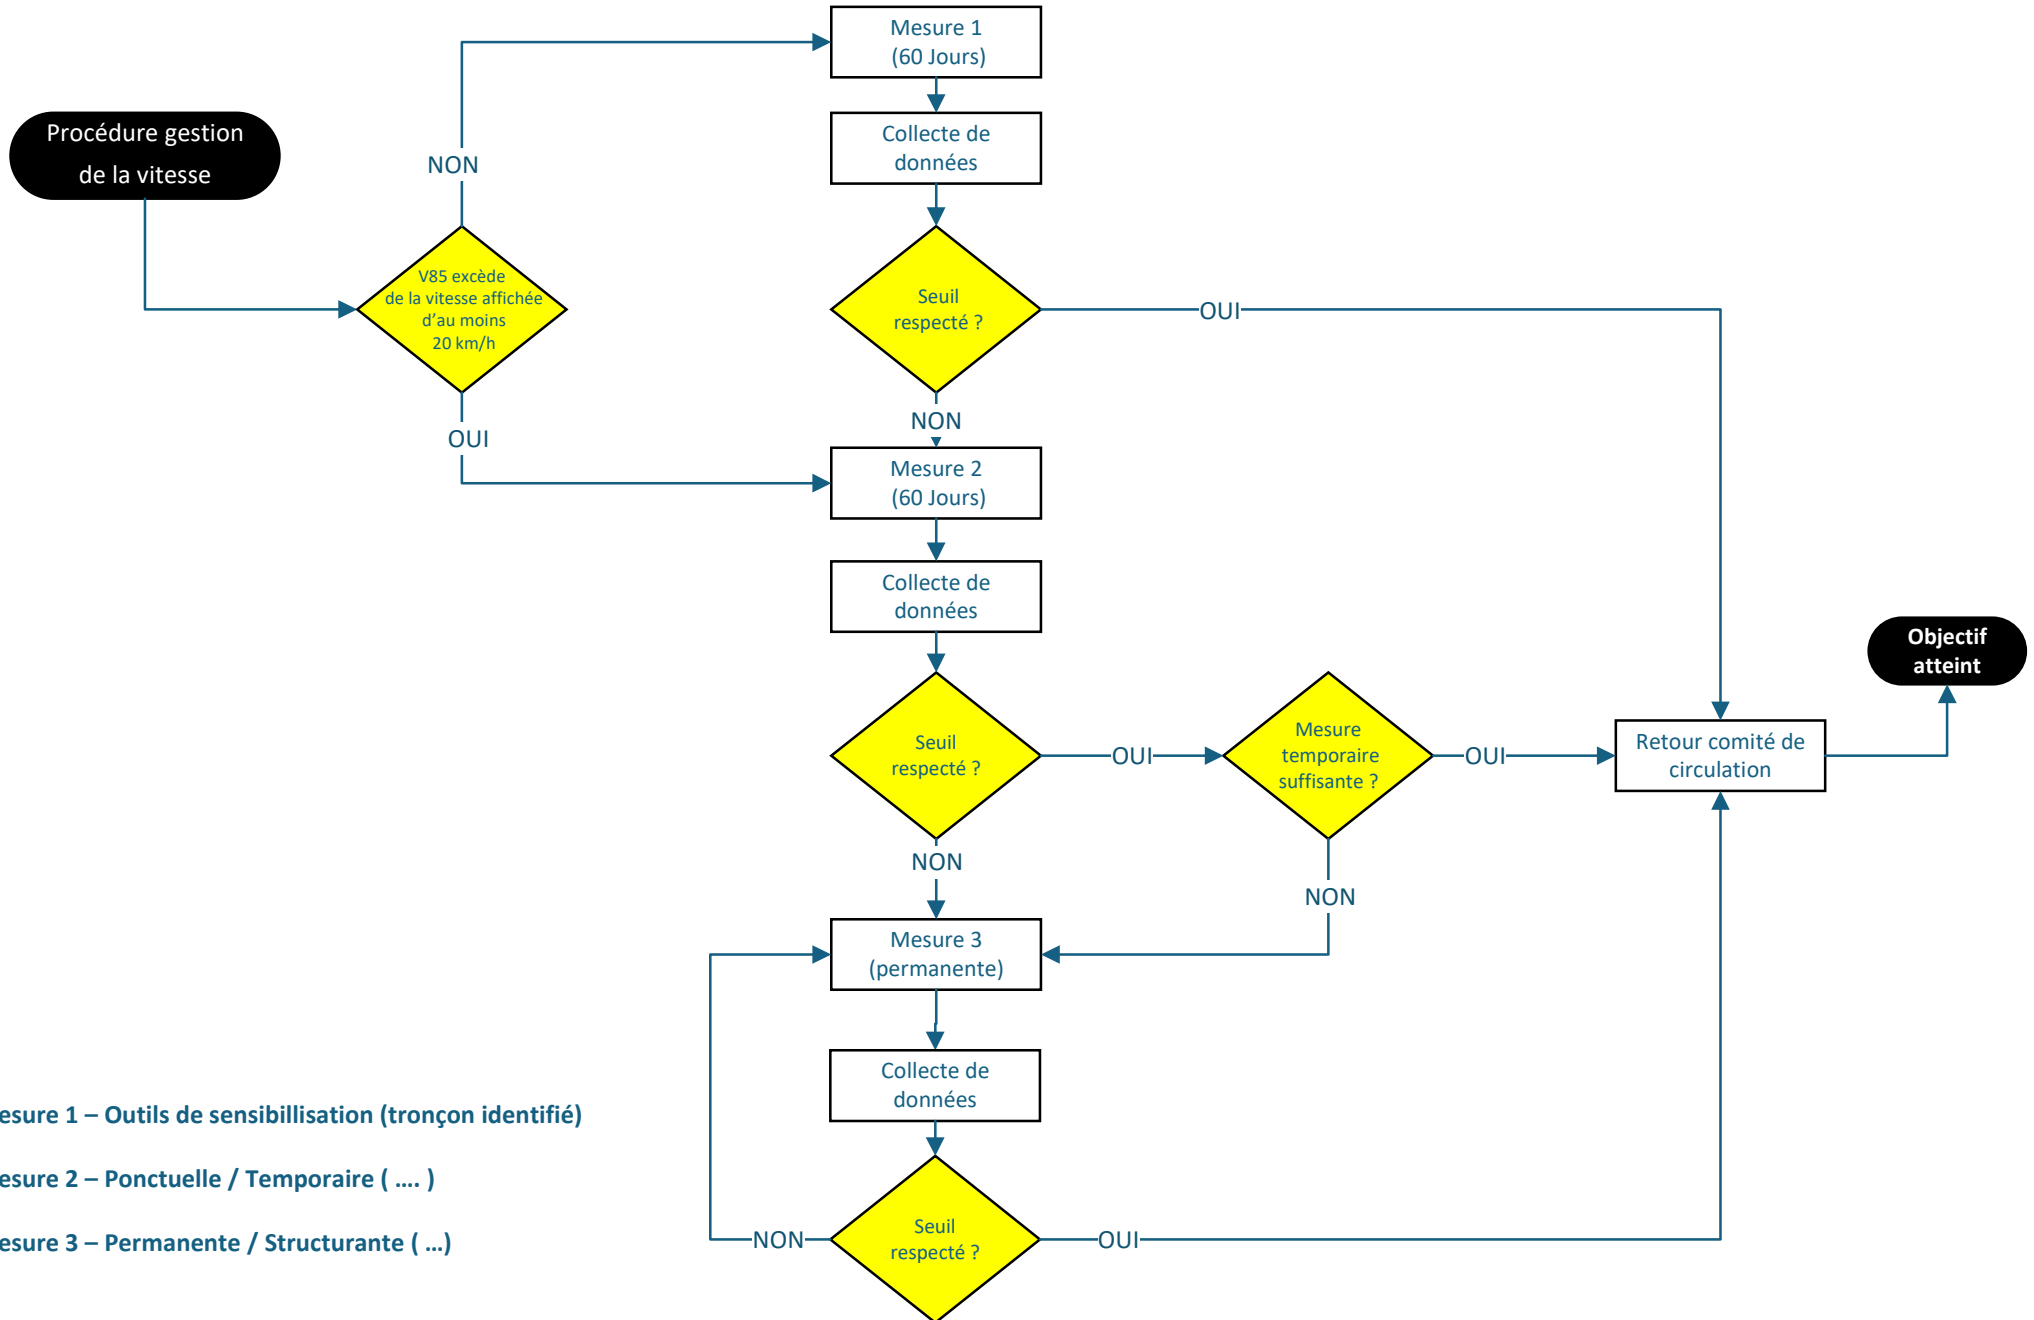 Mesure 1
(60 Jours)
Procédure gestion
de la vitesse
NON
Collecte de
données
V85 excède
de la vitesse affichée
d'au moins
20 km/h
Seuil
respecté ?
OUI
NON
OUI
Mesure 2
(60 Jours)
Collecte de
données
Objectif
atteint
Seuil
respecté ?
OUI
Mesure
temporaire
suffisante ?
OUI
Retour comité de
circulation
NON
NON
Mesure 3
(permanente)
Collecte de
données
esure 1 – Outils de sensibillisation (tronçon identifié)
esure 2 – Ponctuelle / Temporaire ( .... )
esure 3 – Permanente / Structurante ( ...)
NON
Seuil
respecté ?
OUI